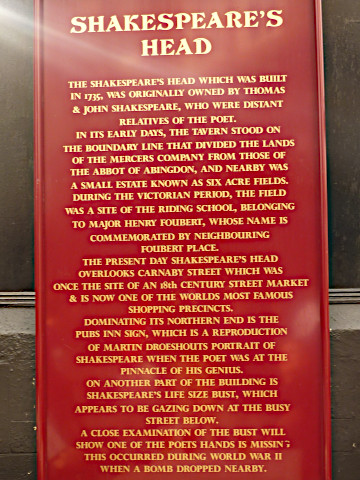 SHAKESPEARE'S
HEAD
THE SHAKESPEARE'S HEAD WHICH WAS BUILT
IN 1735, WAS ORIGINALLY OWNED BY THOMAS
& JOHN SHAKESPEARE, WHO WERE DISTANT
RELATIVES OF THE POET.
IN ITS EARLY DAYS, THE TAVERN STOOD ON
THE BOUNDARY LINE THAT DIVIDED THE LANDS
OF THE MERCERS COMPANY FROM THOSE OF
THE ABBOT OF ABINGDON, AND NEARBY WAS
A SMALL ESTATE KNOWN AS SIX ACRE FIELDS.
DURING THE VICTORIAN PERIOD, THE FIELD
WAS A SITE OF THE RIDING SCHOOL, BELONGING
TO MAJOR HENRY FOUBERT, WHOSE NAME IS
COMMEMORATED BY NEIGHBOURING
FOUBERT PLACE.
THE PRESENT DAY SHAKESPEARE'S HEAD
OVERLOOKS CARNABY STREET WHICH WAS
ONCE THE SITE OF AN 18th CENTURY STREET MARKET
& IS NOW ONE OF THE WORLDS MOST FAMOUS
SHOPPING PRECINCTS.
DOMINATING ITS NORTHERN END IS THE
PUBS INN SIGN, WHICH IS A REPRODUCTION
OF MARTIN DROESHOUTS PORTRAIT OF
SHAKESPEARE WHEN THE POET WAS AT THE
PINNACLE OF HIS GENIUS.
ON ANOTHER PART OF THE BUILDING IS
SHAKESPEARE'S LIFE SIZE BUST, WHICH
APPEARS TO BE GAZING DOWN AT THE BUSY
STREET BELOW.
A CLOSE EXAMINATION OF THE BUST WILL
SHOW ONE OF THE POETS HANDS IS MISSING
THIS OCCURRED DURING WORLD WAR II
WHEN A BOMB DROPPED NEARBY.